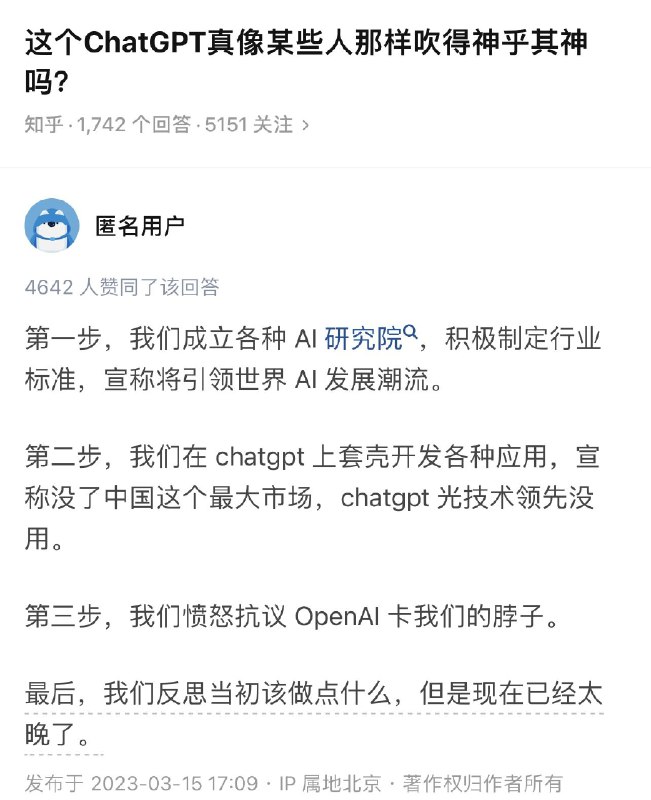 这个ChatGPT真像某些人那样吹得神乎其神
吗?
知乎 · 1,742 个回答 · 5151 关注 >
匿名用户
4642 人赞同了该回答
第一步，我们成立各种 AI 研究院，积极制定行业
标准，宣称将引领世界 AI 发展潮流。
第二步，我们在 chatgpt 上套壳开发各种应用，宣
称没了中国这个最大市场，chatgpt 光技术领先没
用。
第三步，我们愤怒抗议 OpenAI 卡我们的脖子。
最后，我们反思当初该做点什么，但是现在已经太
晚了。
发布于 2023-03-15 17:09 · IP 属地北京 · 著作权归作者所有